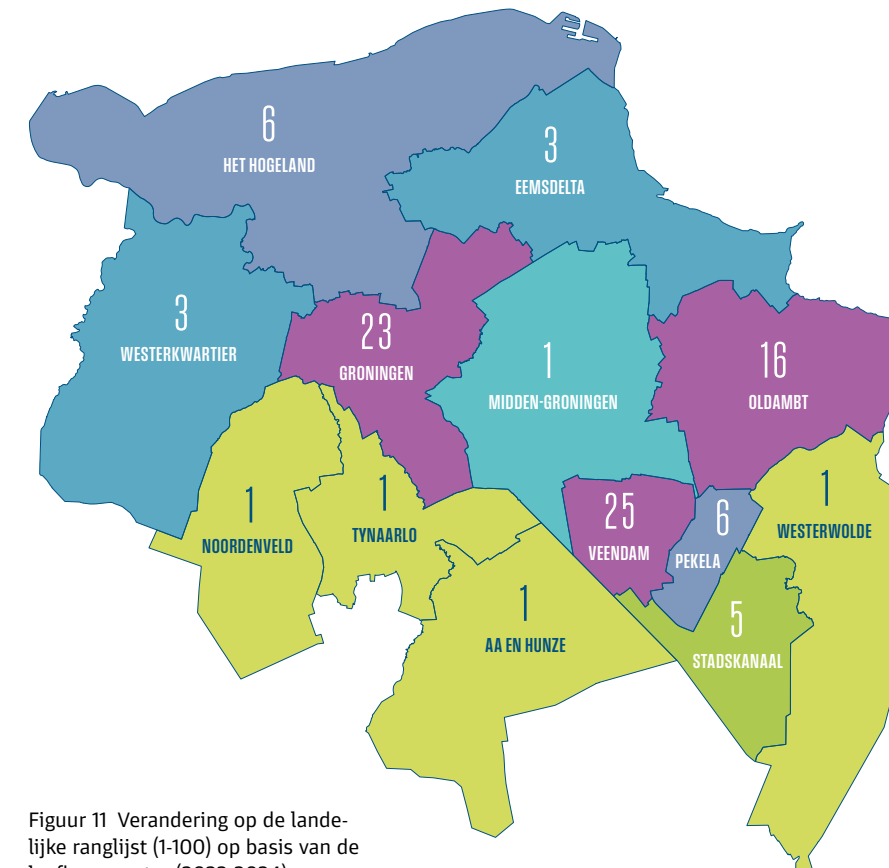 6
HET HOGELAND
3
EEMSDELTA
3
WESTERKWARTIER
23
GRONINGEN
1
MIDDEN-GRONINGEN
16
OLDAMBT
1
NOORDENVELD
1
TYNAARLO
25
VEENDAM
6
PEKELA
1
WESTERWOLDE
1
AA EN HUNZE
5
STADSKANAAL
Figuur 11 Verandering op de lande-
lijke ranglijst (1-100) op basis van de